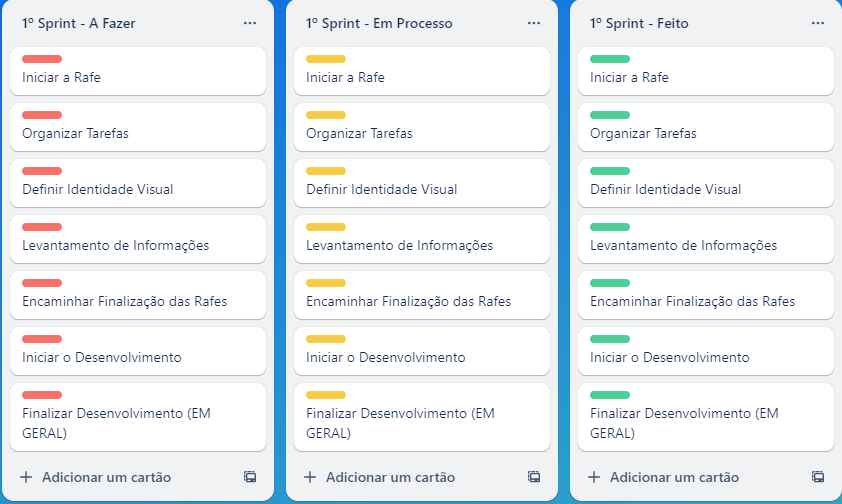 1º Sprint - A Fazer
Iniciar a Rafe
Organizar Tarefas
Definir Identidade Visual
Levantamento de Informações
Encaminhar Finalização das Rafes
Iniciar o Desenvolvimento
Finalizar Desenvolvimento (EM
GERAL)
Adicionar um cartão
1º Sprint - Em Processo
Iniciar a Rafe
Organizar Tarefas
Definir Identidade Visual
Levantamento de Informações
Encaminhar Finalização das Rafes
Iniciar o Desenvolvimento
Finalizar Desenvolvimento (EM
GERAL)
Adicionar um cartão
1º Sprint - Feito
Iniciar a Rafe
Organizar Tarefas
Definir Identidade Visual
Levantamento de Informações
Encaminhar Finalização das Rafes
Iniciar o Desenvolvimento
Finalizar Desenvolvimento (EM
GERAL)
Adicionar um cartão